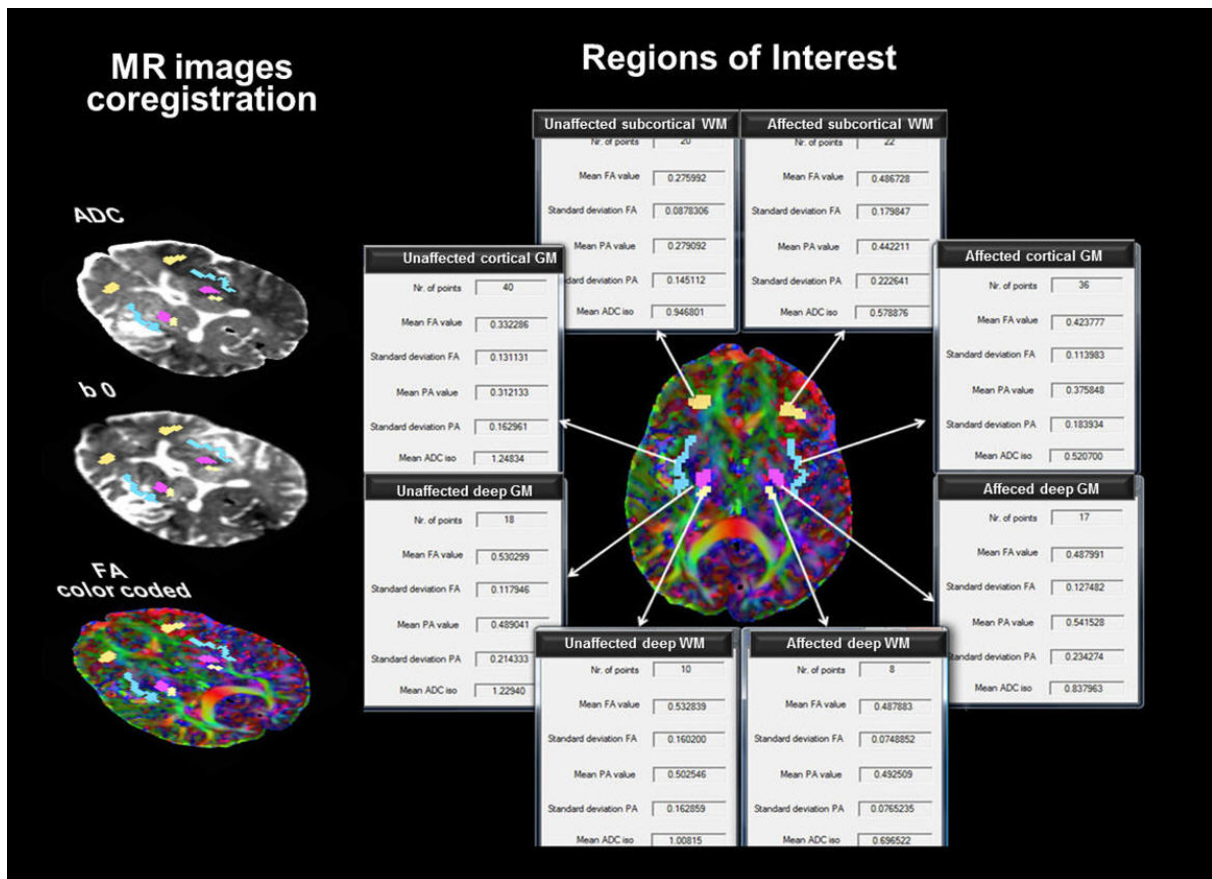 MR images
coregistration
Regions of Interest
ADC
b 0
FA
color coded
Unaffected subcortical WM
Nr. of points 20
Mean FA value 0.275992
Standard deviation FA 0.0878306
Mean PA value 0.279092
Standard deviation PA 0.145112
Mean ADC iso 0.946801
Affected subcortical WM
Nr. of points 22
Mean FA value 0.486728
Standard deviation FA 0.179847
Mean PA value 0.442211
Standard deviation PA 0.222641
Mean ADC iso 0.578876
Unaffected cortical GM
Nr. of points 40
Mean FA value 0.332286
Standard deviation FA 0.131131
Mean PA value 0.312133
Standard deviation PA 0.162961
Mean ADC iso 1.24834
Affected cortical GM
Nr. of points 36
Mean FA value 0.423777
Standard deviation FA 0.113983
Mean PA value 0.375848
Standard deviation PA 0.183934
Mean ADC iso 0.520700
Unaffected deep GM
Nr. of points 18
Mean FA value 0.530299
Standard deviation FA 0.117946
Mean PA value 0.489041
Standard deviation PA 0.214333
Mean ADC iso 1.22940
Affeced deep GM
Nr. of points 17
Mean FA value 0.487991
Standard deviation FA 0.127482
Mean PA value 0.541528
Standard deviation PA 0.234274
Mean ADC iso 0.837963
Unaffected deep WM
Nr. of points 10
Mean FA value 0.532839
Standard deviation FA 0.160200
Mean PA value 0.502546
Standard deviation PA 0.162859
Mean ADC iso 1.00815
Affected deep WM
Nr. of points 8
Mean FA value 0.487883
Standard deviation FA 0.0748852
Mean PA value 0.492509
Standard deviation PA 0.0765235
Mean ADC iso 0.696522